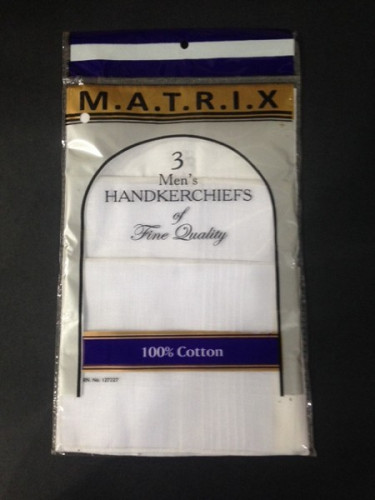 M.A.T.R.I.X
3
Men's
HANDKERCHIEFS
of
Fine Quality
100% Cotton